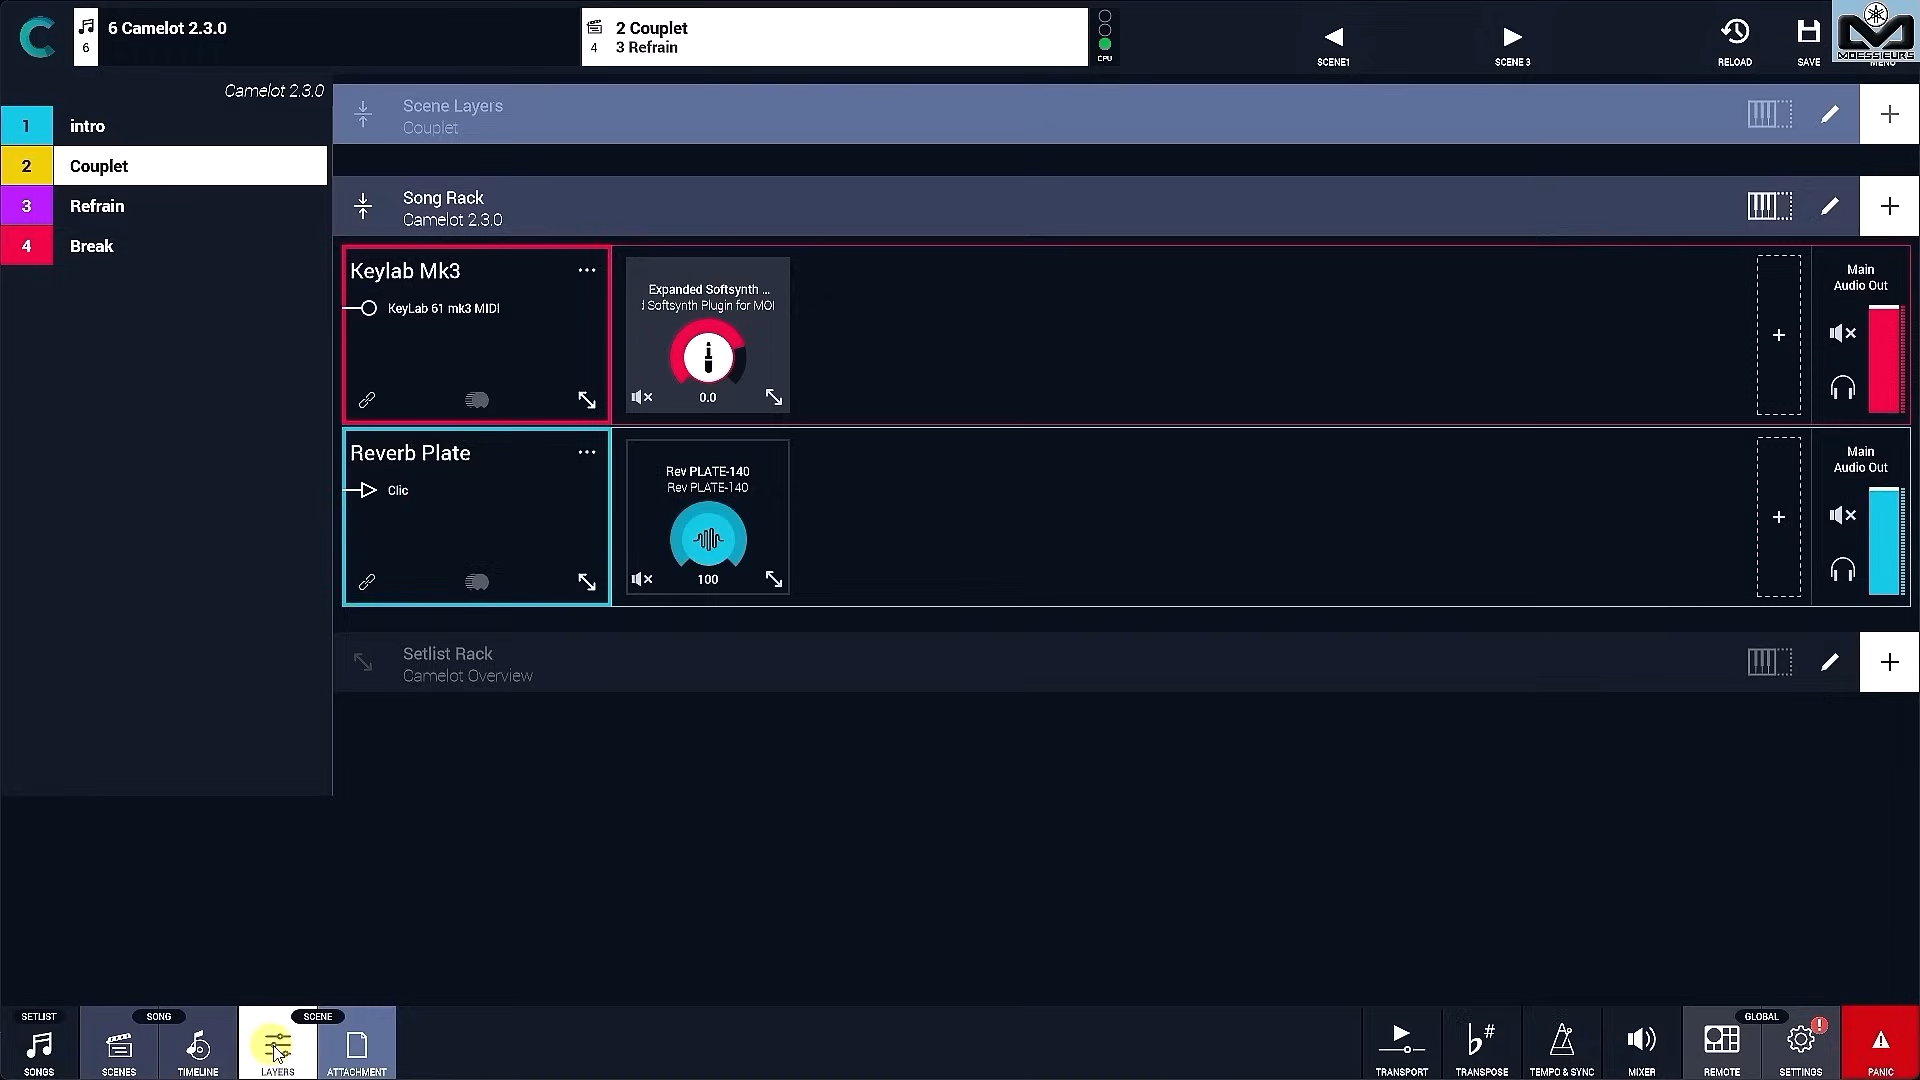 6 Camelot 2.3.0
6
2 Couplet
4 3 Refrain
CPU
SCENE1
SCENE 3
RELOAD
SAVE
MENU
MOESSIEURS
Camelot 2.3.0
1 intro
2 Couplet
3 Refrain
4 Break
Scene Layers
Couplet
Song Rack
Camelot 2.3.0
Keylab Mk3
KeyLab 61 mk3 MIDI
Expanded Softsynth ...
Softsynth Plugin for MO
0.0
Main
Audio Out
Reverb Plate
Clic
Rev PLATE-140
Rev PLATE-140
100
Main
Audio Out
Setlist Rack
Camelot Overview
SETLIST
SONGS
SONG
SCENES
TIMELINE
SCENE
LAYERS
ATTACHMENT
TRANSPORT
TRANSPOSE
TEMPO & SYNC
MIXER
GLOBAL
REMOTE
SETTINGS
PANIC